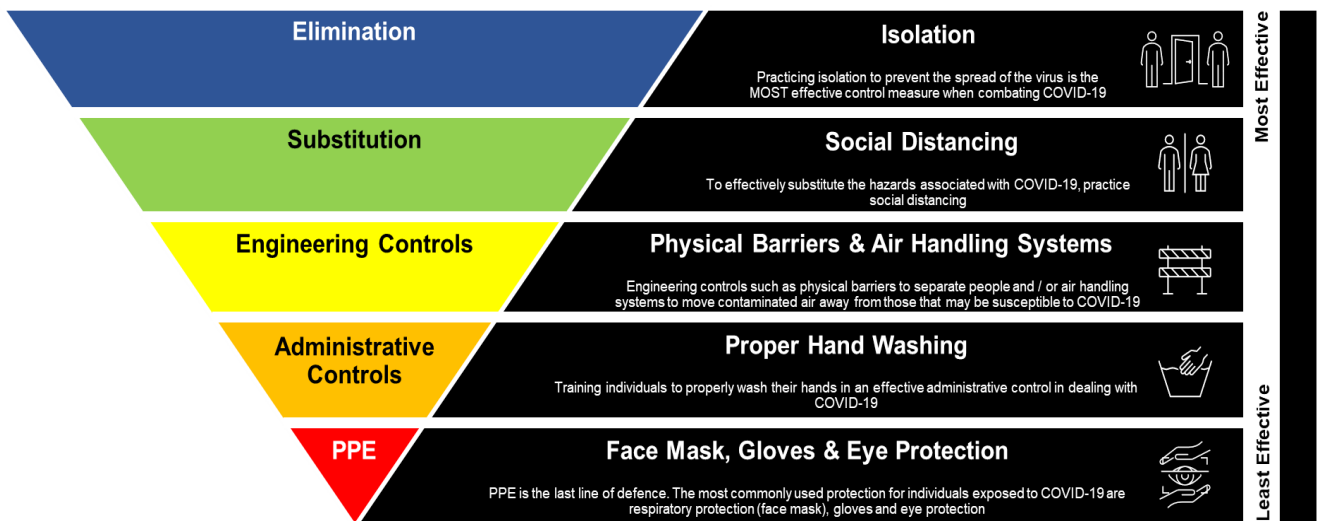 Elimination
Isolation
Practicing isolation to prevent the spread of the virus is the
MOST effective control measure when combating COVID-19
Substitution
Social Distancing
To effectively substitute the hazards associated with COVID-19, practice
social distancing
Engineering Controls
Physical Barriers & Air Handling Systems
Engineering controls such as physical barriers to separate people and / or air handling
systems to move contaminated air away from those that may be susceptible to COVID-19
Administrative
Controls
Proper Hand Washing
Training individuals to properly wash their hands in an effective administrative control in dealing with
COVID-19
PPE
Face Mask, Gloves & Eye Protection
PPE is the last line of defence. The most commonly used protection for individuals exposed to COVID-19 are
respiratory protection (face mask), gloves and eye protection
Most Effective
Least Effective